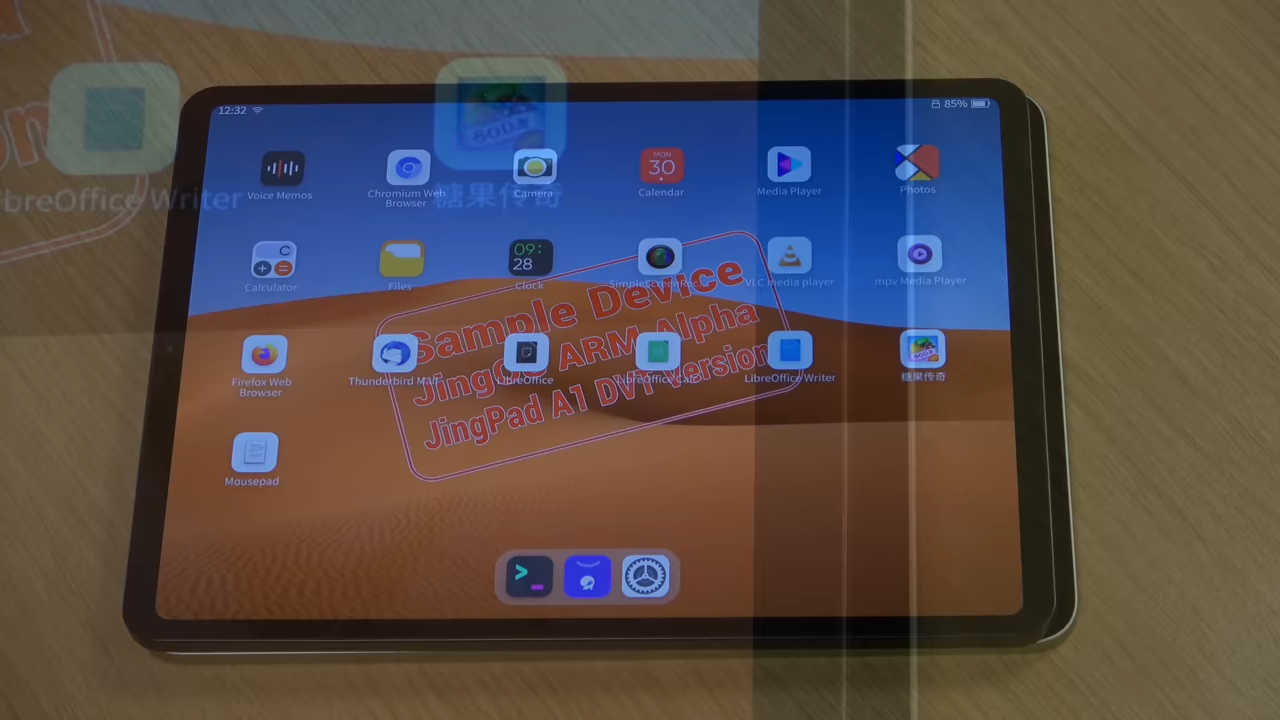 12:32
85%
LibreOffice Writer
糖果传奇
Voice Memos
Chromium Web
Browser
Camera
MON
30
Calendar
Media Player
Photos
C
Calculator
Files
09:
28
Clock
SimpleScreenRec
VLC media player
mpv Media Player
Sample Device
JingOS ARM Alpha
JingPad A1 DVT Version
Firefox Web
Browser
Thunderbird Mail
LibreOffice
LibreOffice Calc
LibreOffice Writer
糖果传奇
Mousepad